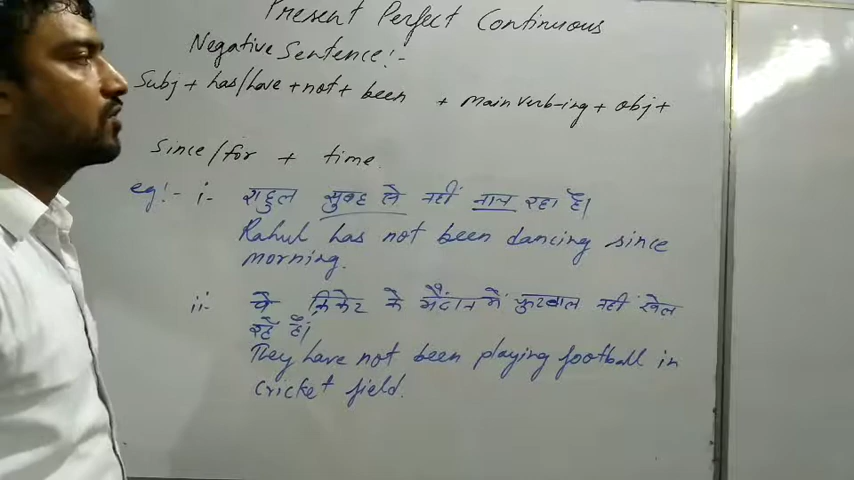 Present Perfect Continuous
Negative Sentence:-
Subj + has/have + not + been + main verb-ing + obj +
Since/for + time.
eg:- i- राहुल सुबह से नहीं नाच रहा है।
Rahul has not been dancing since
morning.
ii- वे क्रिकेट के मैदान में फुटबाल नहीं खेल
रहे हैं।
They have not been playing football in
cricket field.